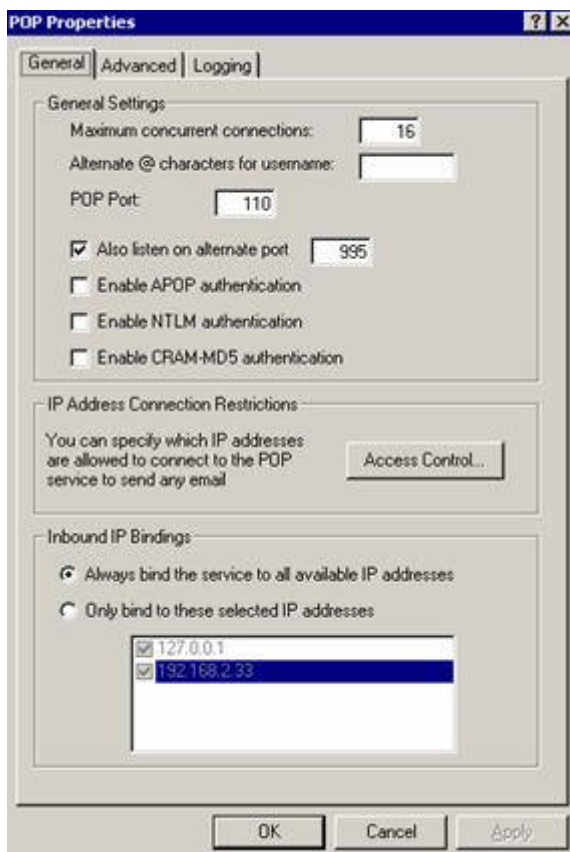 POP Properties
General Advanced Logging
General Settings
Maximum concurrent connections: 16
Alternate @ characters for username:
POP Port: 110
Also listen on alternate port 995
Enable APOP authentication
Enable NTLM authentication
Enable CRAM-MD5 authentication
IP Address Connection Restrictions
You can specify which IP addresses
are allowed to connect to the POP
service to send any email
Access Control...
Inbound IP Bindings
Always bind the service to all available IP addresses
Only bind to these selected IP addresses
127.0.0.1
192.168.2.33
OK Cancel Apply